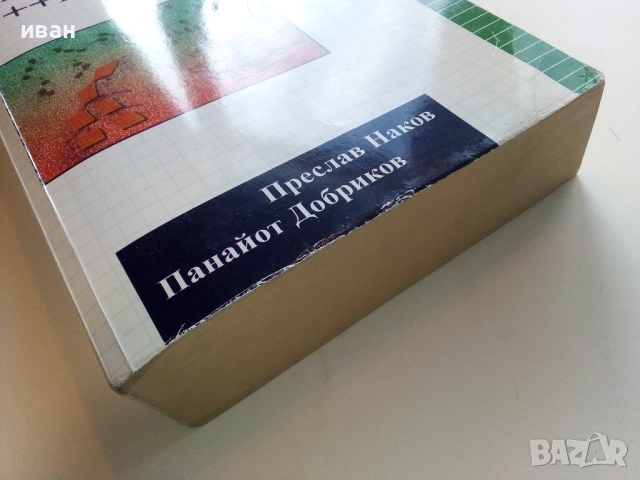 иван
Преслав Наков
Панайот Добриков
BAZAR